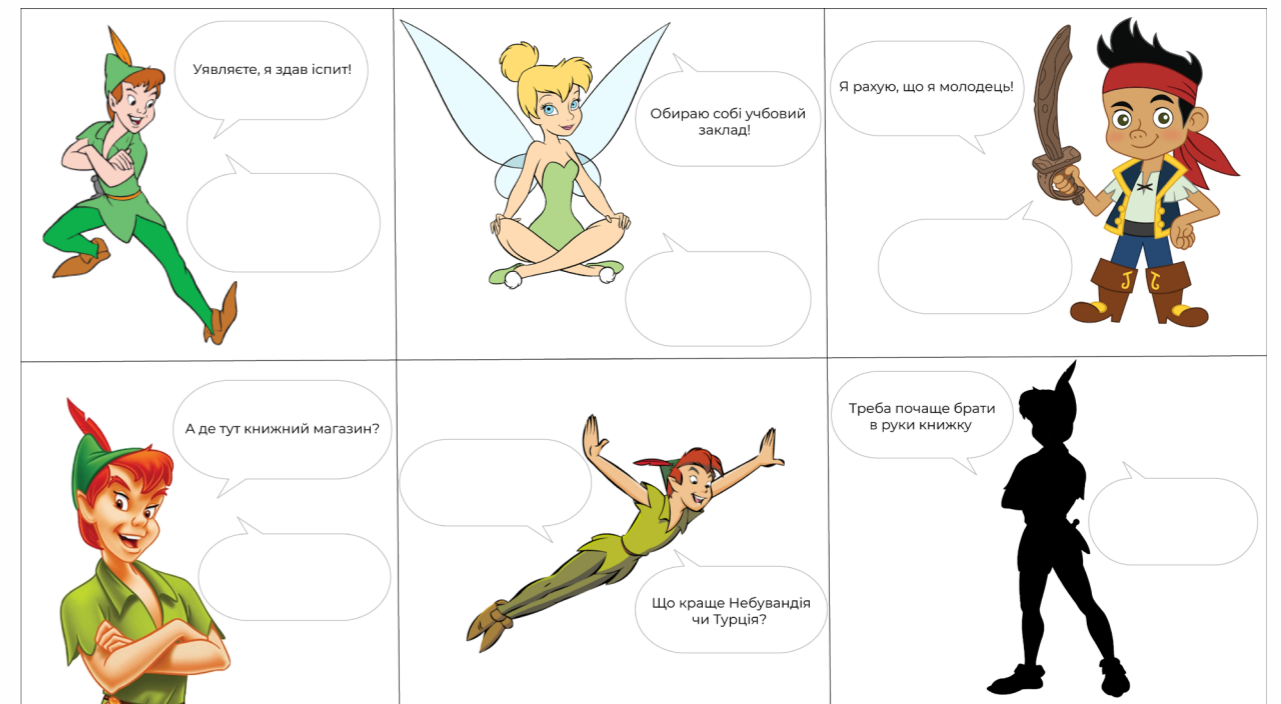 Уявляєте, я здав іспит!
Обираю собі учбовий
заклад!
Я рахую, що я молодець!
А де тут книжний магазин?
Що краще Небувандія
чи Турція?
Треба почаще брати
в руки книжку